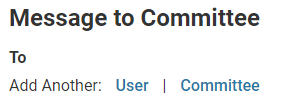 Message to Committee
To
Add Another: User | Committee